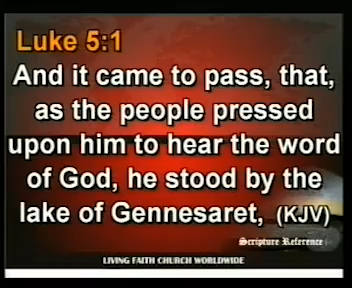 Luke 5:1
And it came to pass, that,
as the people pressed
upon him to hear the word
of God, he stood by the
lake of Gennesaret, (KJV)
Scripture Reference
LIVING FAITH CHURCH WORLDWIDE